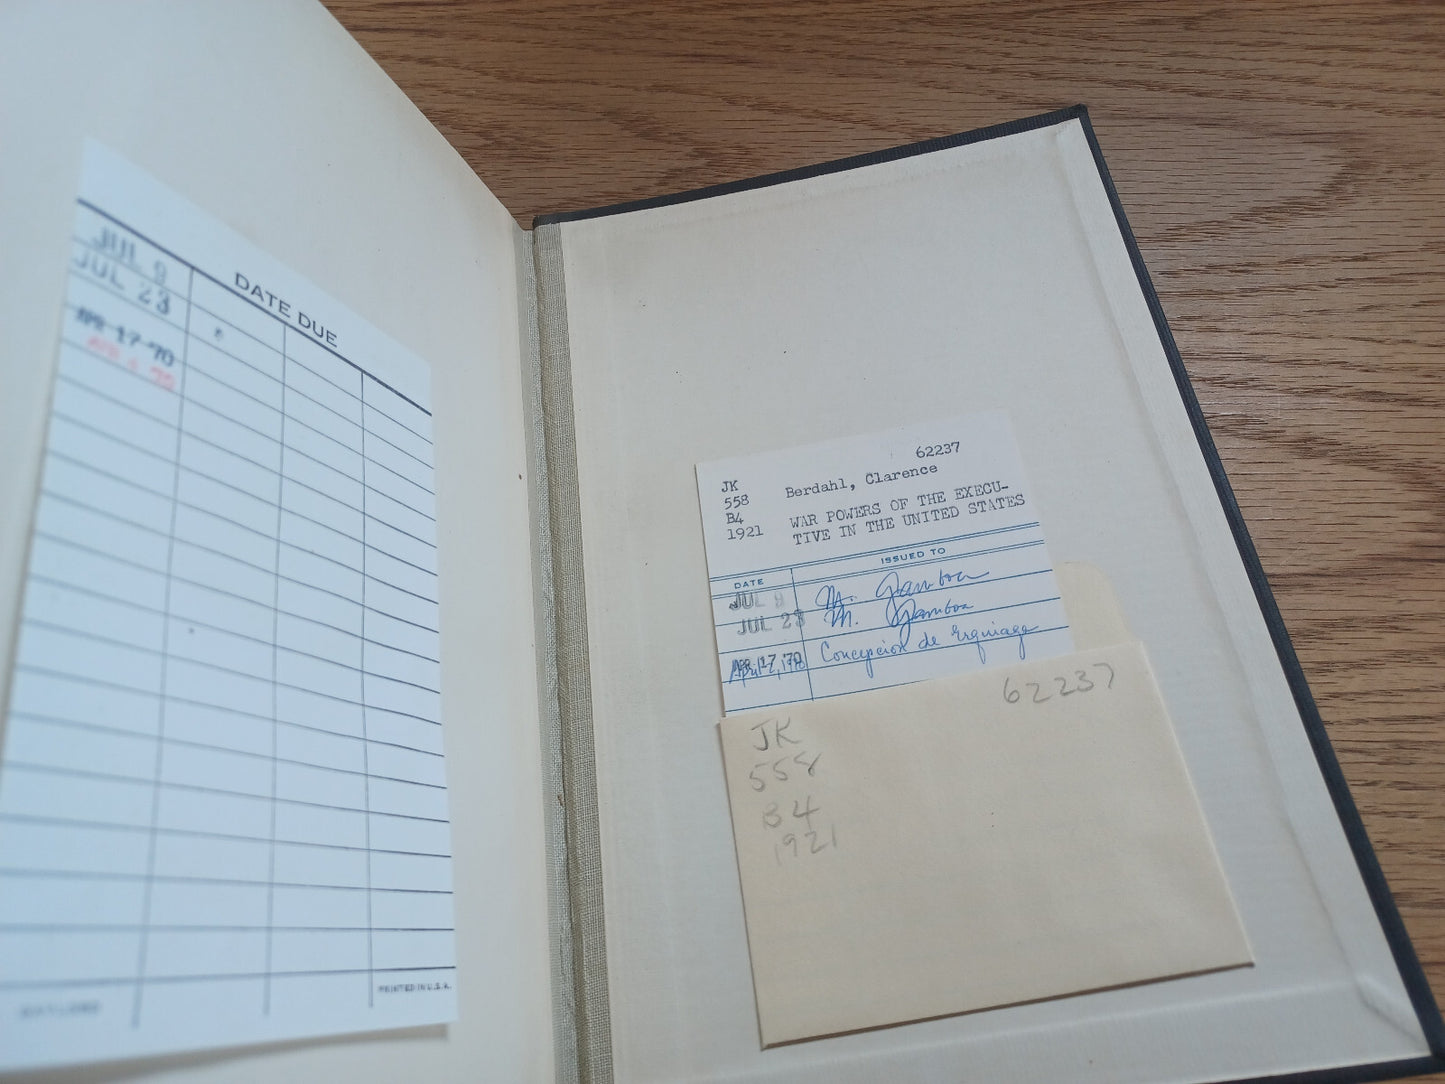 DATE DUE
JUL 9
JUL 23
APR 17 '70
PRINTED IN U.S.A.
62237
JK
558
B4
1921
Berdahl, Clarence
WAR POWERS OF THE EXECU-
TIVE IN THE UNITED STATES
DATE
ISSUED TO
JUL 9 M. Gamboa
JUL 23 M. Gamboa
APR 17 '70 Concepcion de
62237
JK
558
B4
1921